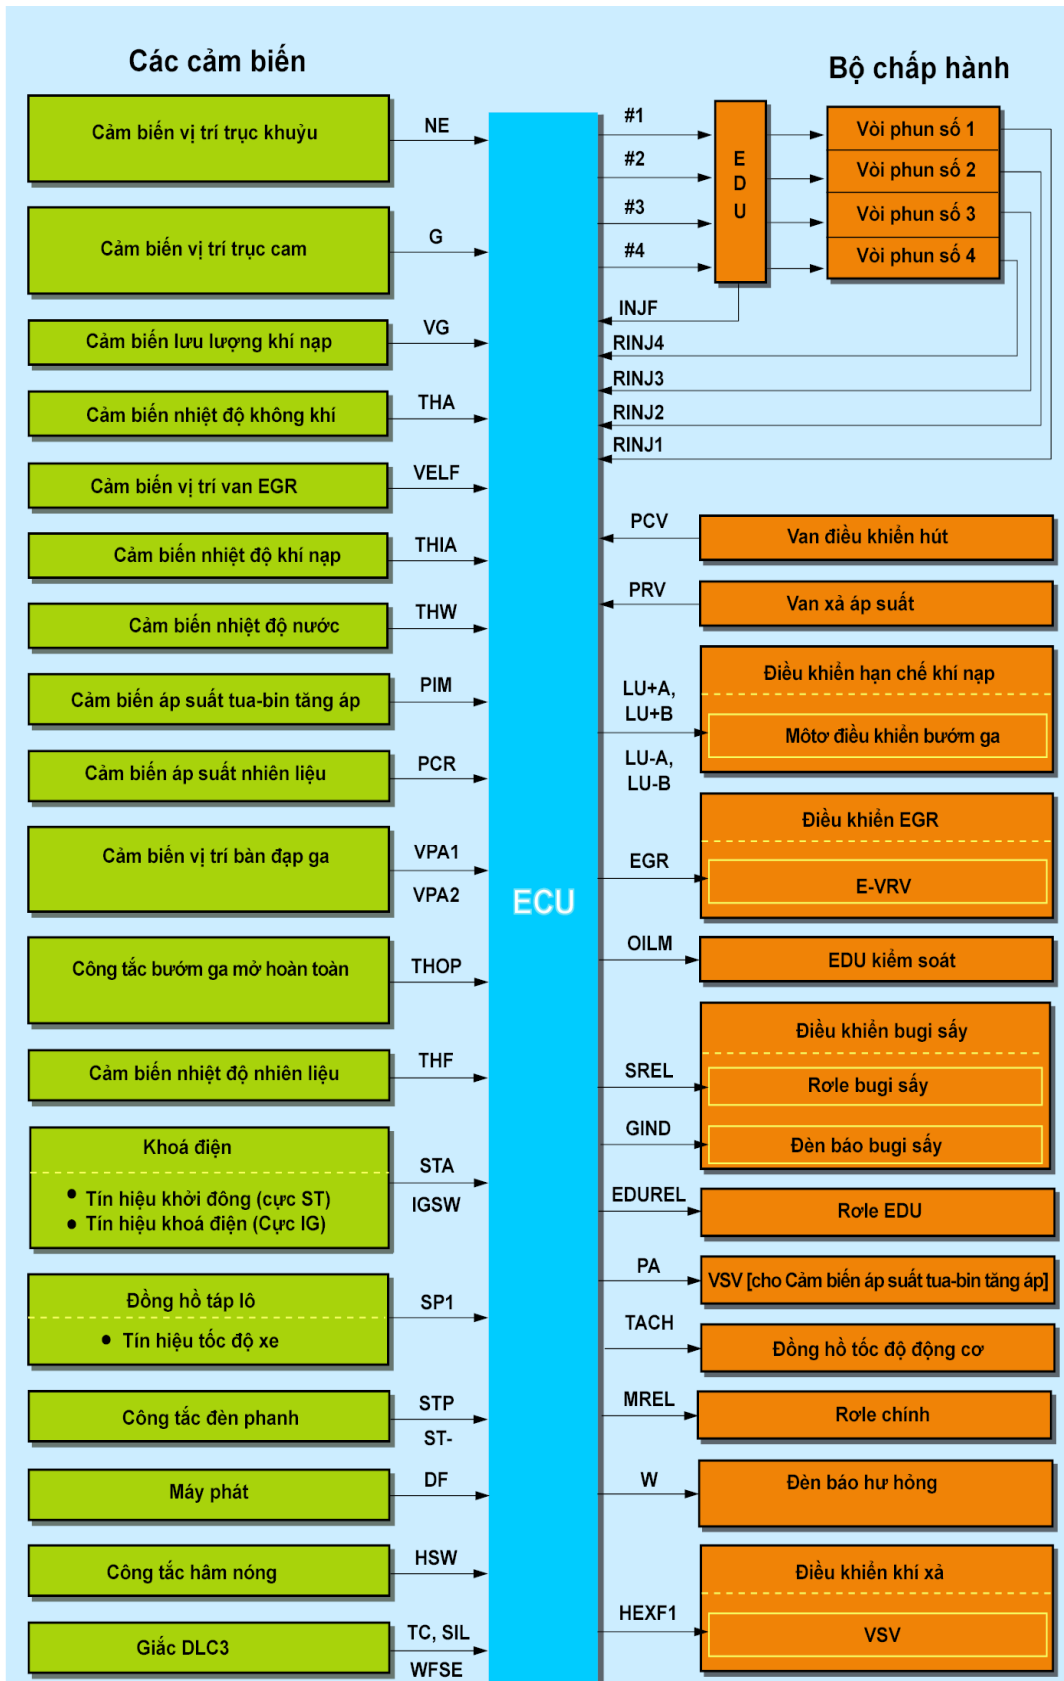 Các cảm biến
Cảm biến vị trí trục khuỷu
NE
Cảm biến vị trí trục cam
G
Cảm biến lưu lượng khí nạp
VG
Cảm biến nhiệt độ không khí
THA
Cảm biến vị trí van EGR
VELF
Cảm biến nhiệt độ khí nạp
THIA
Cảm biến nhiệt độ nước
THW
Cảm biến áp suất tua-bin tăng áp
PIM
Cảm biến áp suất nhiên liệu
PCR
Cảm biến vị trí bàn đạp ga
VPA1
VPA2
Công tắc bướm ga mở hoàn toàn
THOP
Cảm biến nhiệt độ nhiên liệu
THF
Khoá điện
• Tín hiệu khởi đông (cực ST)
• Tín hiệu khoá điện (Cực IG)
STA
IGSW
Đồng hồ táp lô
• Tín hiệu tốc độ xe
SP1
Công tắc đèn phanh
STP
ST-
Máy phát
DF
Công tắc hâm nóng
HSW
Giắc DLC3
TC, SIL
WFSE
ECU
Bộ chấp hành
#1
#2
#3
#4
EDU
Vòi phun số 1
Vòi phun số 2
Vòi phun số 3
Vòi phun số 4
INJF
RINJ4
RINJ3
RINJ2
RINJ1
PCV
Van điều khiển hút
PRV
Van xả áp suất
LU+A,
LU+B
LU-A,
LU-B
Điều khiển hạn chế khí nạp
Môtơ điều khiển bướm ga
EGR
Điều khiển EGR
E-VRV
OILM
EDU kiểm soát
Điều khiển bugi sấy
SREL
Rơle bugi sấy
GIND
Đèn báo bugi sấy
EDUREL
Rơle EDU
PA
VSV [cho Cảm biến áp suất tua-bin tăng áp]
TACH
Đồng hồ tốc độ động cơ
MREL
Rơle chính
W
Đèn báo hư hỏng
Điều khiển khí xả
HEXF1
VSV